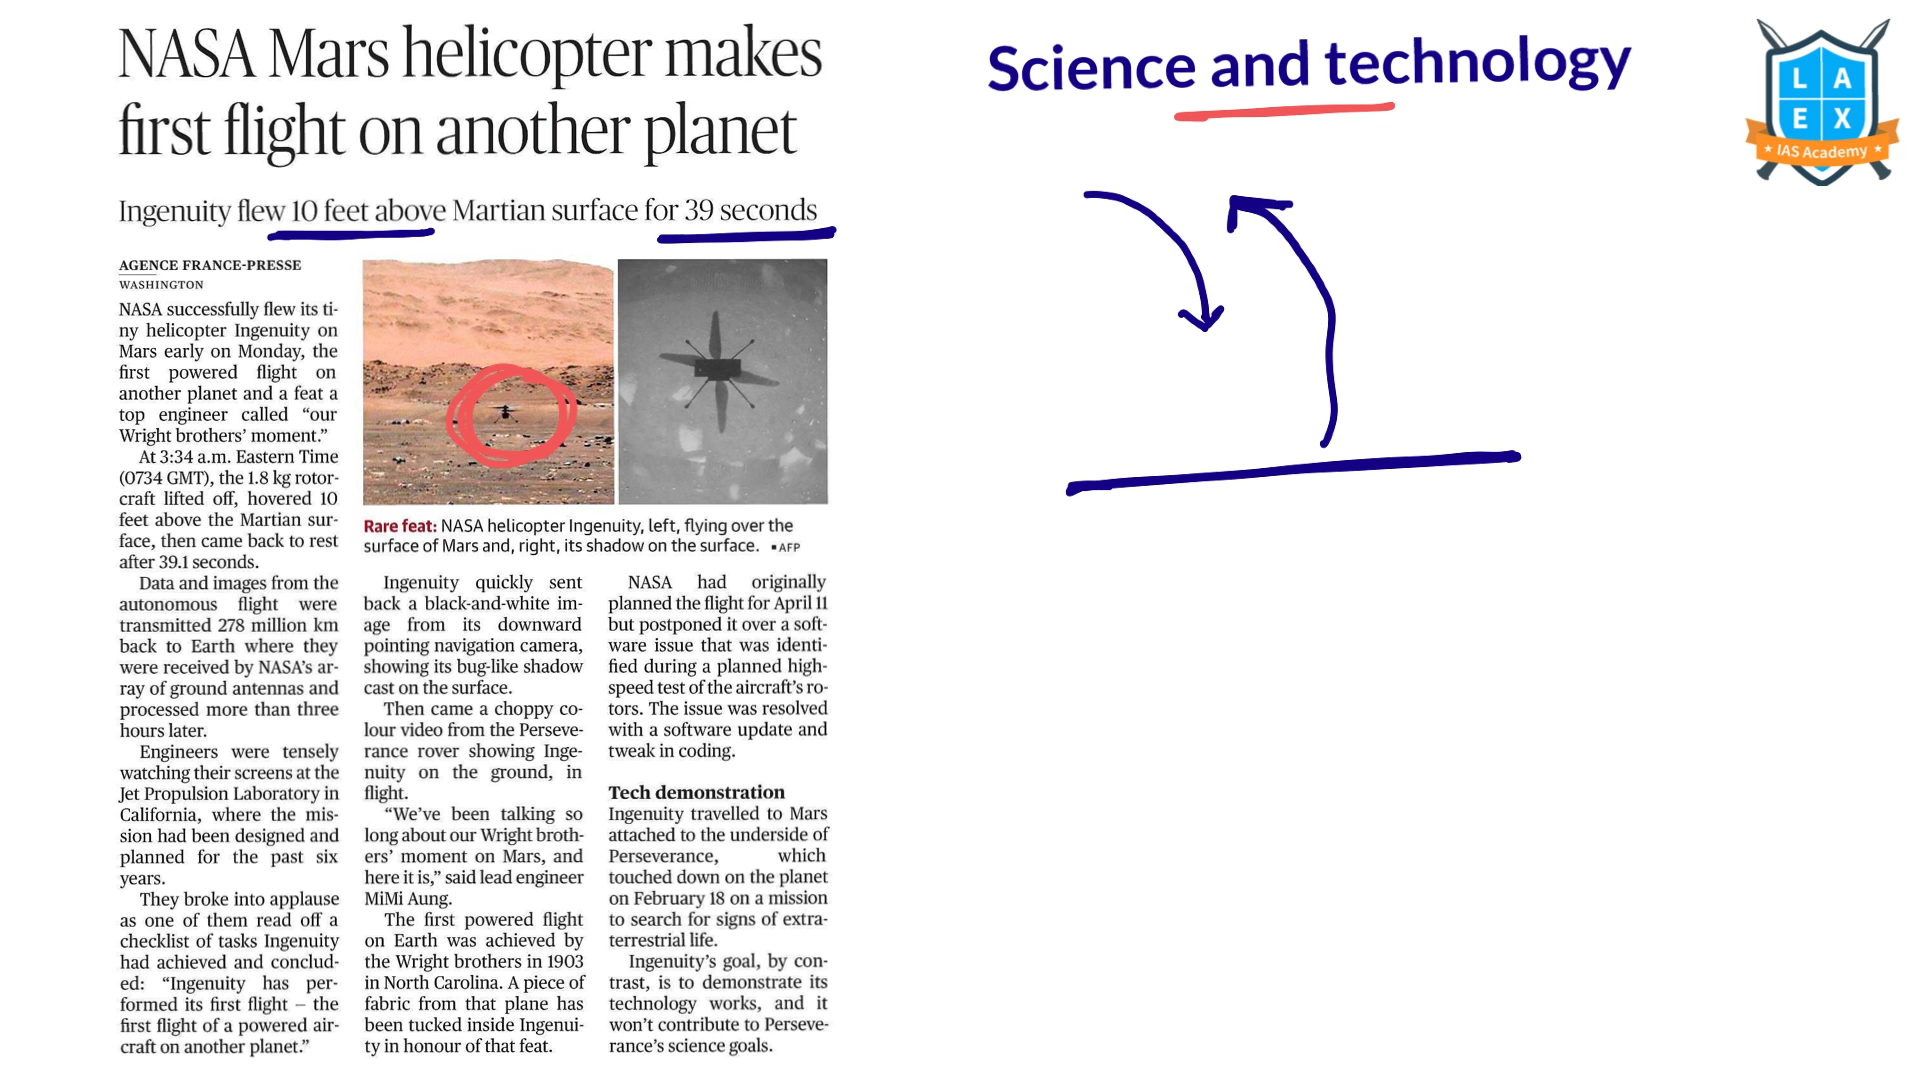 NASA Mars helicopter makes
first flight on another planet
Ingenuity flew 10 feet above Martian surface for 39 seconds
AGENCE FRANCE-PRESSE
WASHINGTON
NASA successfully flew its ti-
ny helicopter Ingenuity on
Mars early on Monday, the
first powered flight on
another planet and a feat a
top engineer called “our
Wright brothers’ moment.”
At 3:34 a.m. Eastern Time
(0734 GMT), the 1.8 kg rotor-
craft lifted off, hovered 10
feet above the Martian sur-
face, then came back to rest
after 39.1 seconds.
Data and images from the
autonomous flight were
transmitted 278 million km
back to Earth where they
were received by NASA’s ar-
ray of ground antennas and
processed more than three
hours later.
Engineers were tensely
watching their screens at the
Jet Propulsion Laboratory in
California, where the mis-
sion had been designed and
planned for the past six
years.
They broke into applause
as one of them read off a
checklist of tasks Ingenuity
had achieved and conclud-
ed: “Ingenuity has per-
formed its first flight – the
first flight of a powered air-
craft on another planet.”
Rare feat: NASA helicopter Ingenuity, left, flying over the
surface of Mars and, right, its shadow on the surface. ▪ AFP
Ingenuity quickly sent
back a black-and-white im-
age from its downward
pointing navigation camera,
showing its bug-like shadow
cast on the surface.
Then came a choppy co-
lour video from the Perseve-
rance rover showing Inge-
nuity on the ground, in
flight.
“We’ve been talking so
long about our Wright broth-
ers’ moment on Mars, and
here it is,” said lead engineer
MiMi Aung.
The first powered flight
on Earth was achieved by
the Wright brothers in 1903
in North Carolina. A piece of
fabric from that plane has
been tucked inside Ingenui-
ty in honour of that feat.
NASA had originally
planned the flight for April 11
but postponed it over a soft-
ware issue that was identi-
fied during a planned high-
speed test of the aircraft’s ro-
tors. The issue was resolved
with a software update and
tweak in coding.
Tech demonstration
Ingenuity travelled to Mars
attached to the underside of
Perseverance, which
touched down on the planet
on February 18 on a mission
to search for signs of extra-
terrestrial life.
Ingenuity’s goal, by con-
trast, is to demonstrate its
technology works, and it
won’t contribute to Perseve-
rance’s science goals.
Science and technology
L A
E X
★ IAS Academy ★